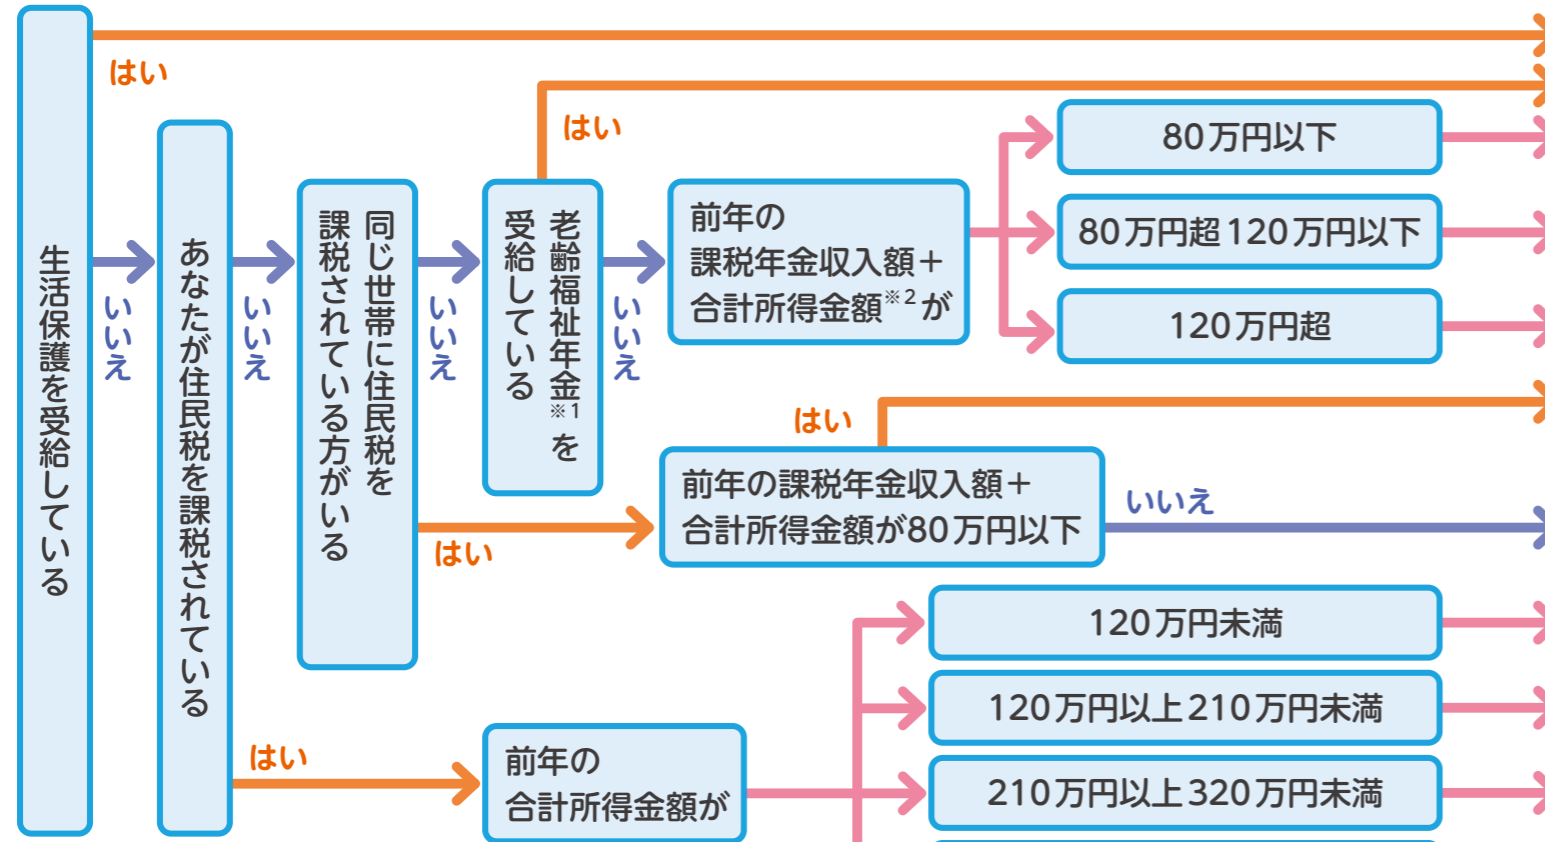 生活保護を受給している
はい
いいえ
あなたが住民税を課税されている
いいえ
はい
同じ世帯に住民税を
課税されている方がいる
いいえ
はい
老齢福祉年金※1を
受給している
はい
いいえ
前年の
課税年金収入額＋
合計所得金額※2が
80万円以下
80万円超120万円以下
120万円超
前年の課税年金収入額＋
合計所得金額が80万円以下
はい
いいえ
前年の
合計所得金額が
120万円未満
120万円以上210万円未満
210万円以上320万円未満